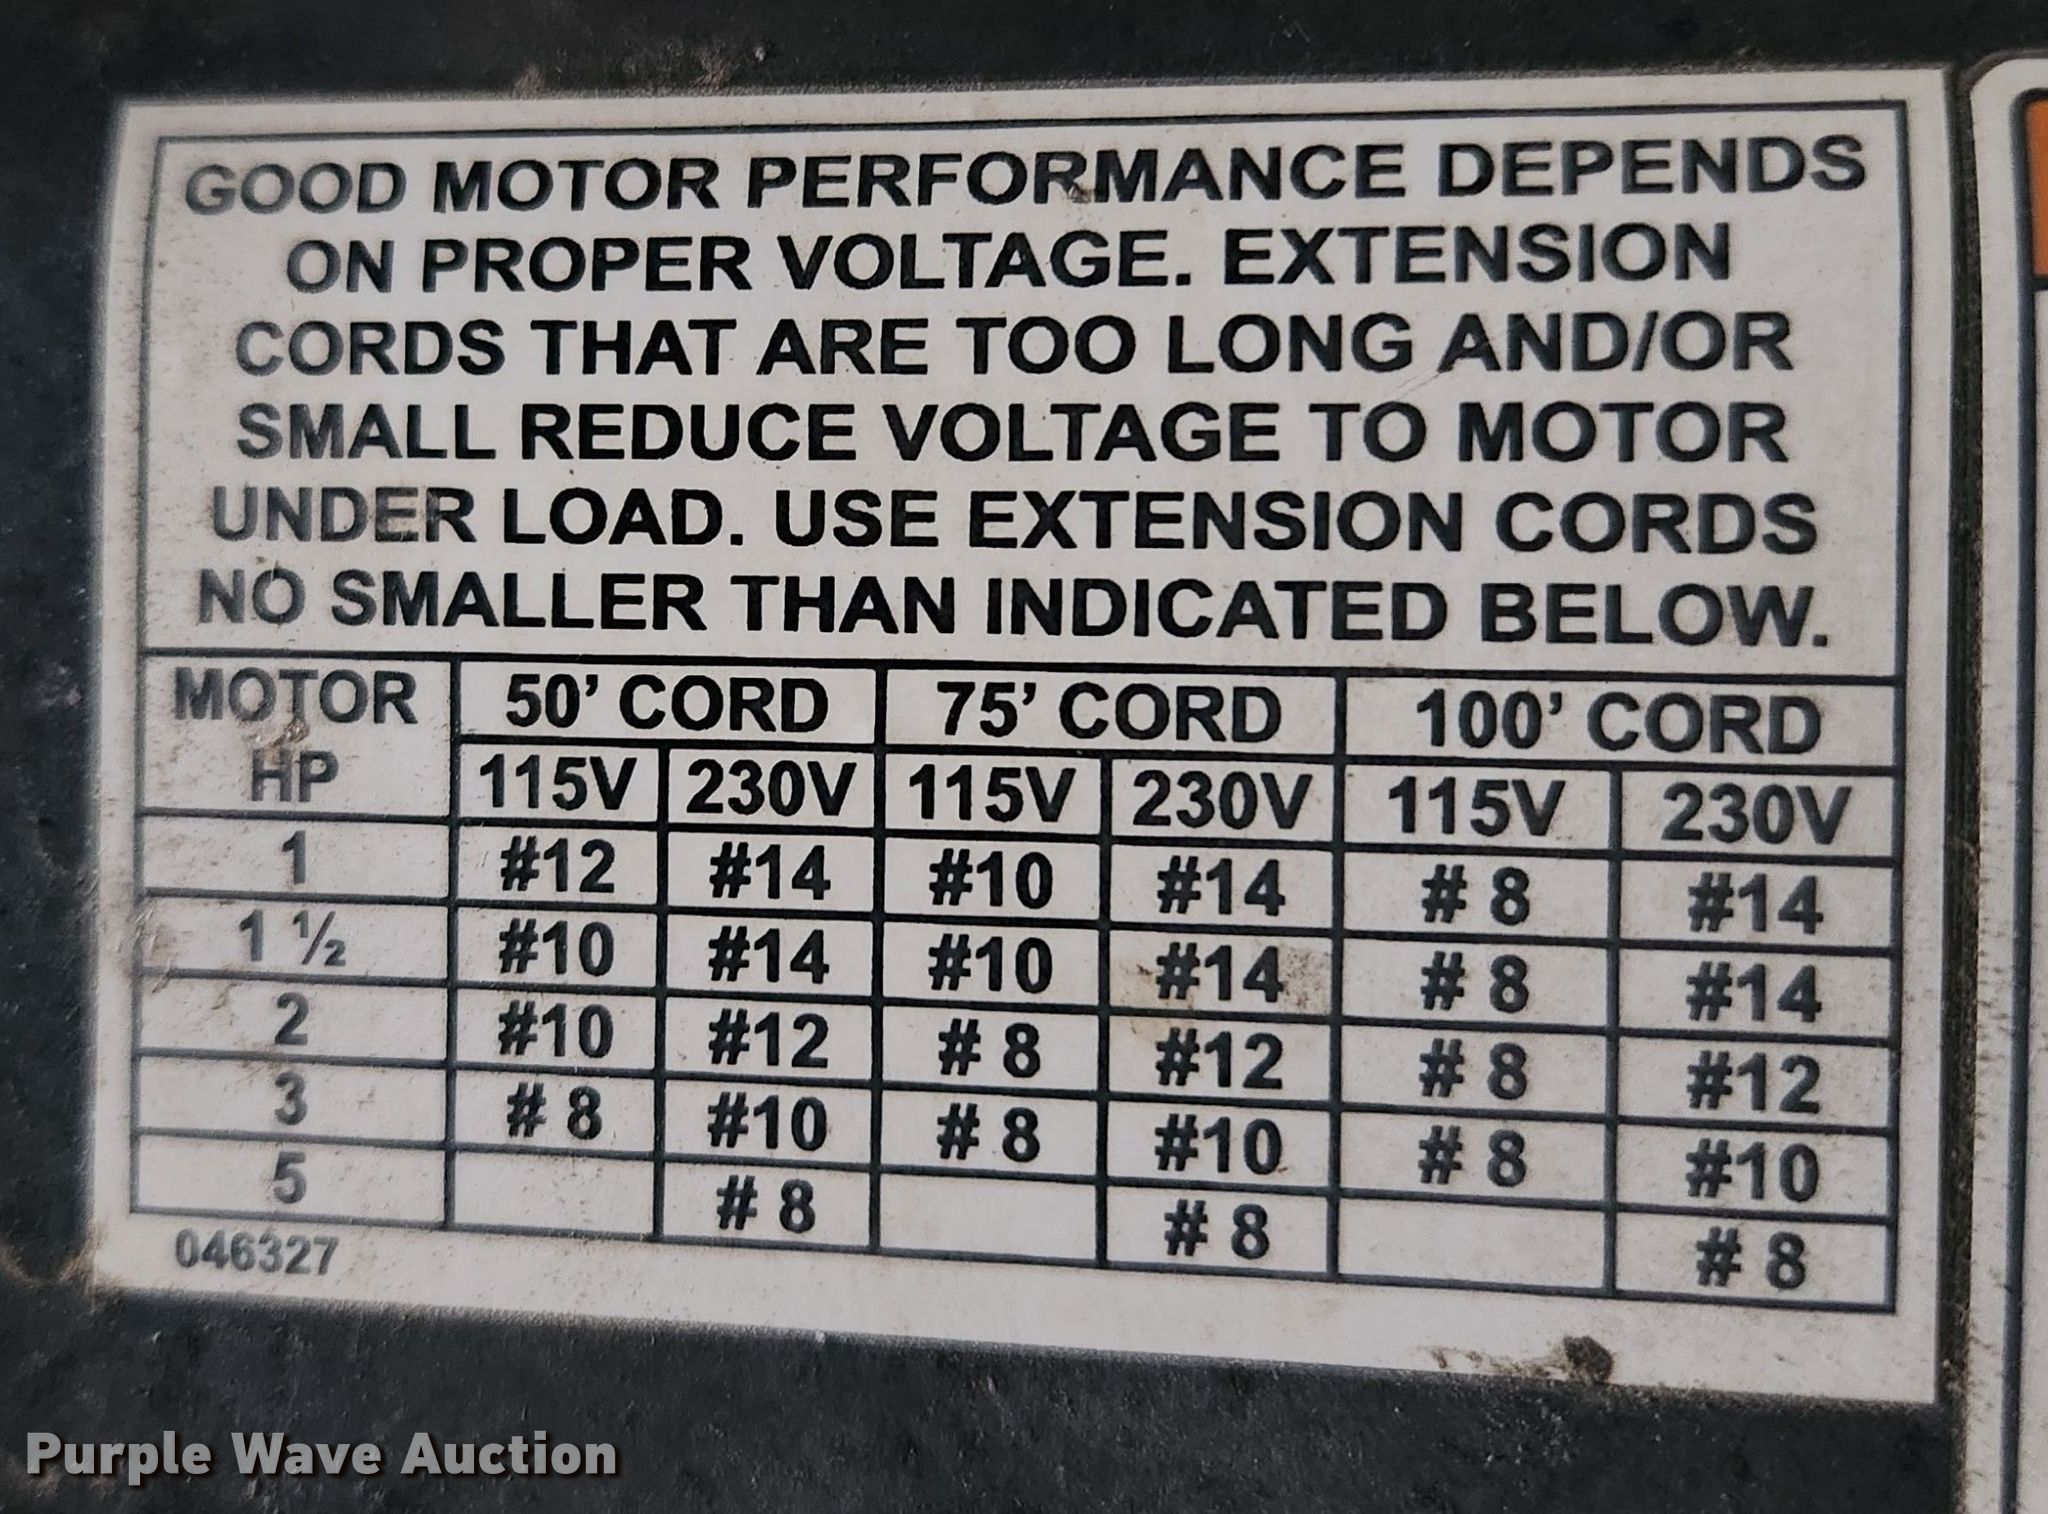 GOOD MOTOR PERFORMANCE DEPENDS
ON PROPER VOLTAGE. EXTENSION
CORDS THAT ARE TOO LONG AND/OR
SMALL REDUCE VOLTAGE TO MOTOR
UNDER LOAD. USE EXTENSION CORDS
NO SMALLER THAN INDICATED BELOW.
MOTOR HP 50' CORD 75' CORD 100' CORD
115V 230V 115V 230V 115V 230V
1 #12 #14 #10 #14 # 8 #14
1 ½ #10 #14 #10 #14 # 8 #14
2 #10 #12 # 8 #12 # 8 #12
3 # 8 #10 # 8 #10 # 8 #10
5 # 8 # 8 # 8
046327
Purple Wave Auction